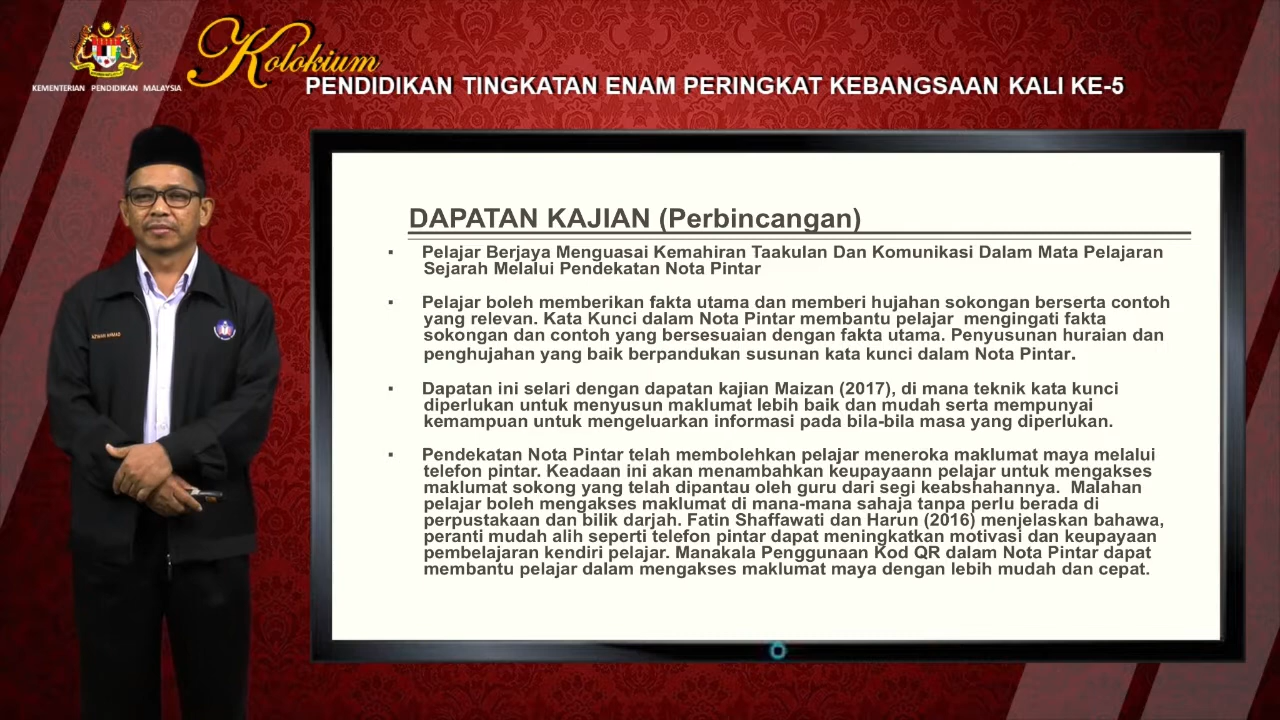 KEMENTERIAN PENDIDIKAN MALAYSIA
Kolokium
PENDIDIKAN TINGKATAN ENAM PERINGKAT KEBANGSAAN KALI KE-5
DAPATAN KAJIAN (Perbincangan)
▪ Pelajar Berjaya Menguasai Kemahiran Taakulan Dan Komunikasi Dalam Mata Pelajaran
Sejarah Melalui Pendekatan Nota Pintar
▪ Pelajar boleh memberikan fakta utama dan memberi hujahan sokongan berserta contoh
yang relevan. Kata Kunci dalam Nota Pintar membantu pelajar mengingati fakta
sokongan dan contoh yang bersesuaian dengan fakta utama. Penyusunan huraian dan
penghujahan yang baik berpandukan susunan kata kunci dalam Nota Pintar.
▪ Dapatan ini selari dengan dapatan kajian Maizan (2017), di mana teknik kata kunci
diperlukan untuk menyusun maklumat lebih baik dan mudah serta mempunyai
kemampuan untuk mengeluarkan informasi pada bila-bila masa yang diperlukan.
▪ Pendekatan Nota Pintar telah membolehkan pelajar meneroka maklumat maya melalui
telefon pintar. Keadaan ini akan menambahkan keupayaann pelajar untuk mengakses
maklumat sokong yang telah dipantau oleh guru dari segi keabshahannya. Malahan
pelajar boleh mengakses maklumat di mana-mana sahaja tanpa perlu berada di
perpustakaan dan bilik darjah. Fatin Shaffawati dan Harun (2016) menjelaskan bahawa,
peranti mudah alih seperti telefon pintar dapat meningkatkan motivasi dan keupayaan
pembelajaran kendiri pelajar. Manakala Penggunaan Kod QR dalam Nota Pintar dapat
membantu pelajar dalam mengakses maklumat maya dengan lebih mudah dan cepat.